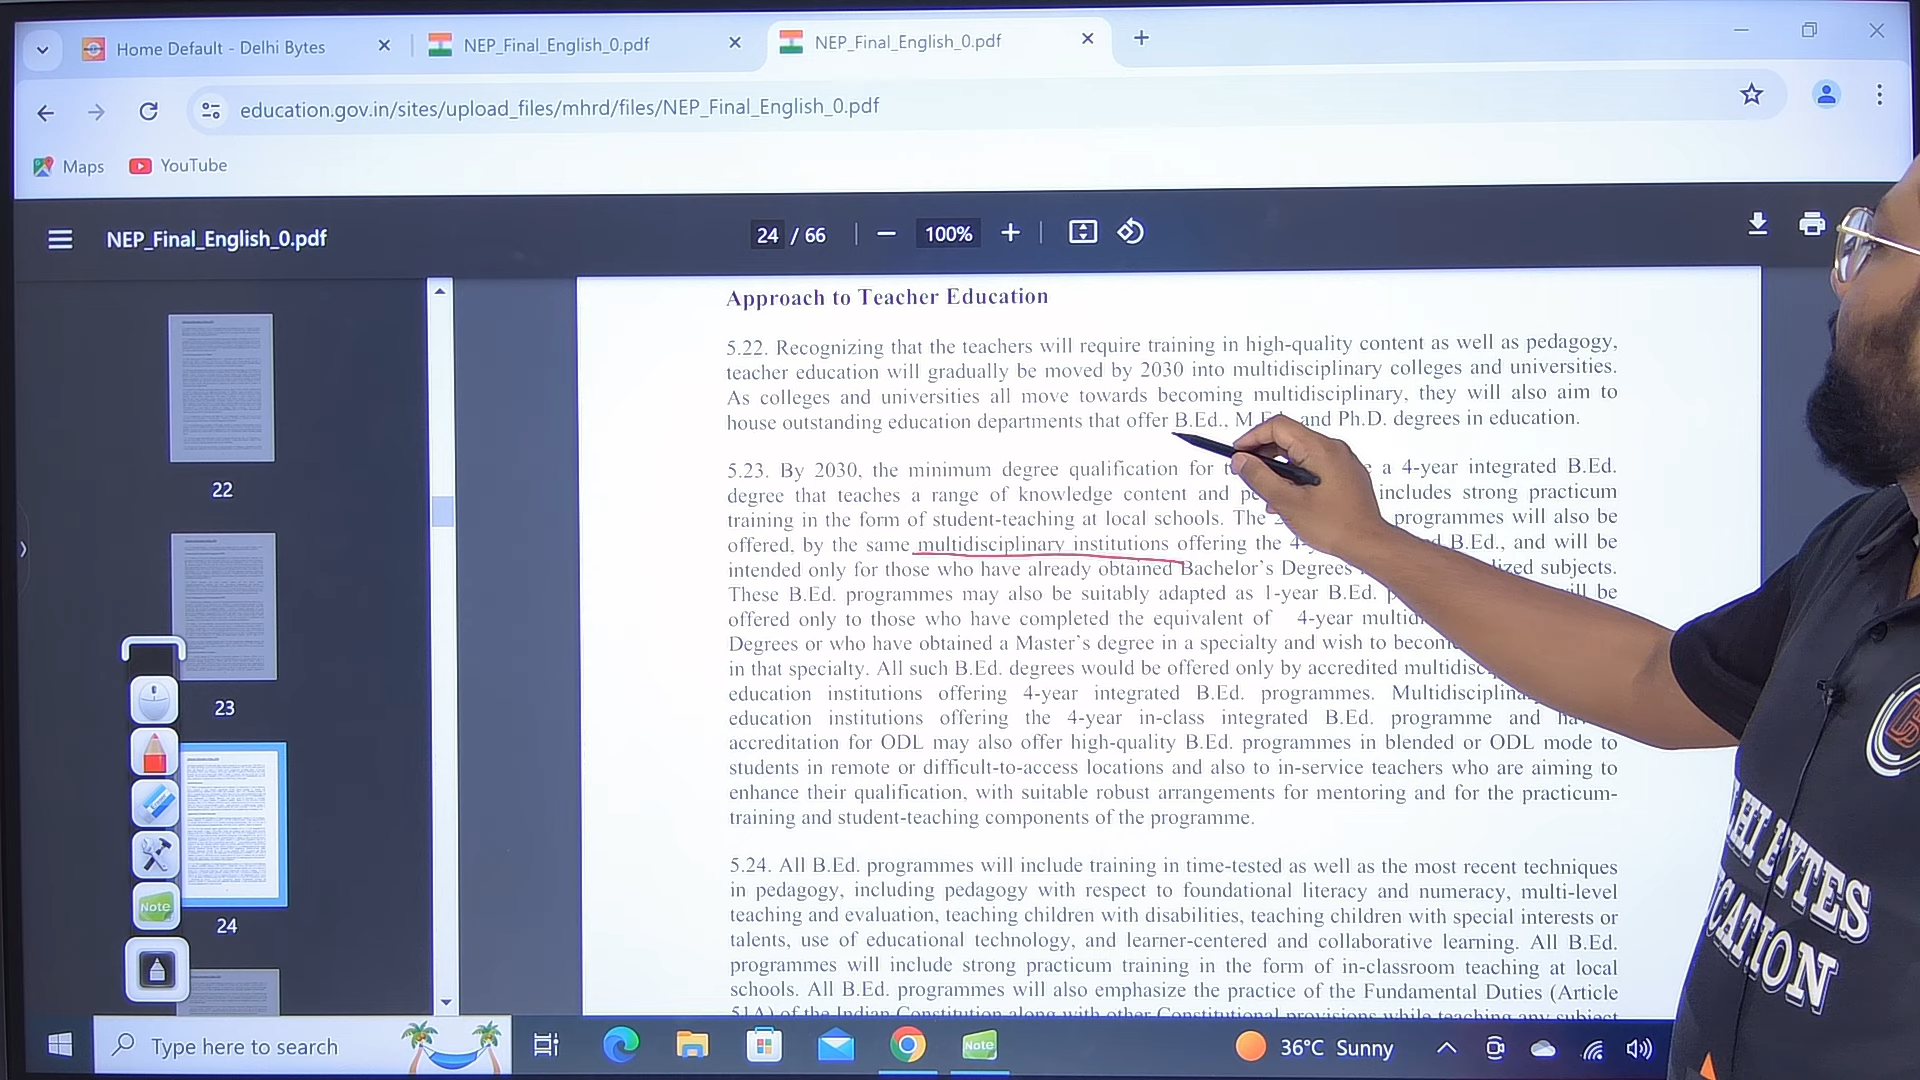 Home Default - Delhi Bytes
NEP_Final_English_0.pdf
NEP_Final_English_0.pdf
education.gov.in/sites/upload_files/mhrd/files/NEP_Final_English_0.pdf
Maps
YouTube
NEP_Final_English_0.pdf
24 / 66
100%
22
23
24
Note
Approach to Teacher Education
5.22. Recognizing that the teachers will require training in high-quality content as well as pedagogy,
teacher education will gradually be moved by 2030 into multidisciplinary colleges and universities.
As colleges and universities all move towards becoming multidisciplinary, they will also aim to
house outstanding education departments that offer B.Ed., M.Ed., and Ph.D. degrees in education.
5.23. By 2030, the minimum degree qualification for a 4-year integrated B.Ed.
degree that teaches a range of knowledge content and includes strong practicum
training in the form of student-teaching at local schools. The programmes will also be
offered, by the same multidisciplinary institutions offering the B.Ed., and will be
intended only for those who have already obtained Bachelor's Degrees subjects.
These B.Ed. programmes may also be suitably adapted as 1-year B.Ed. be
offered only to those who have completed the equivalent of 4-year
Degrees or who have obtained a Master's degree in a specialty and wish to
in that specialty. All such B.Ed. degrees would be offered only by accredited
education institutions offering 4-year integrated B.Ed. programmes.
education institutions offering the 4-year in-class integrated B.Ed. programme and
accreditation for ODL may also offer high-quality B.Ed. programmes in blended or ODL mode to
students in remote or difficult-to-access locations and also to in-service teachers who are aiming to
enhance their qualification, with suitable robust arrangements for mentoring and for the practicum-
training and student-teaching components of the programme.
5.24. All B.Ed. programmes will include training in time-tested as well as the most recent techniques
in pedagogy, including pedagogy with respect to foundational literacy and numeracy, multi-level
teaching and evaluation, teaching children with disabilities, teaching children with special interests or
talents, use of educational technology, and learner-centered and collaborative learning. All B.Ed.
programmes will include strong practicum training in the form of in-classroom teaching at local
schools. All B.Ed. programmes will also emphasize the practice of the Fundamental Duties (Article
51A) of the Indian Constitution along with other Constitutional provisions while teaching any subject
BYTES
Type here to search
Note
36°C Sunny